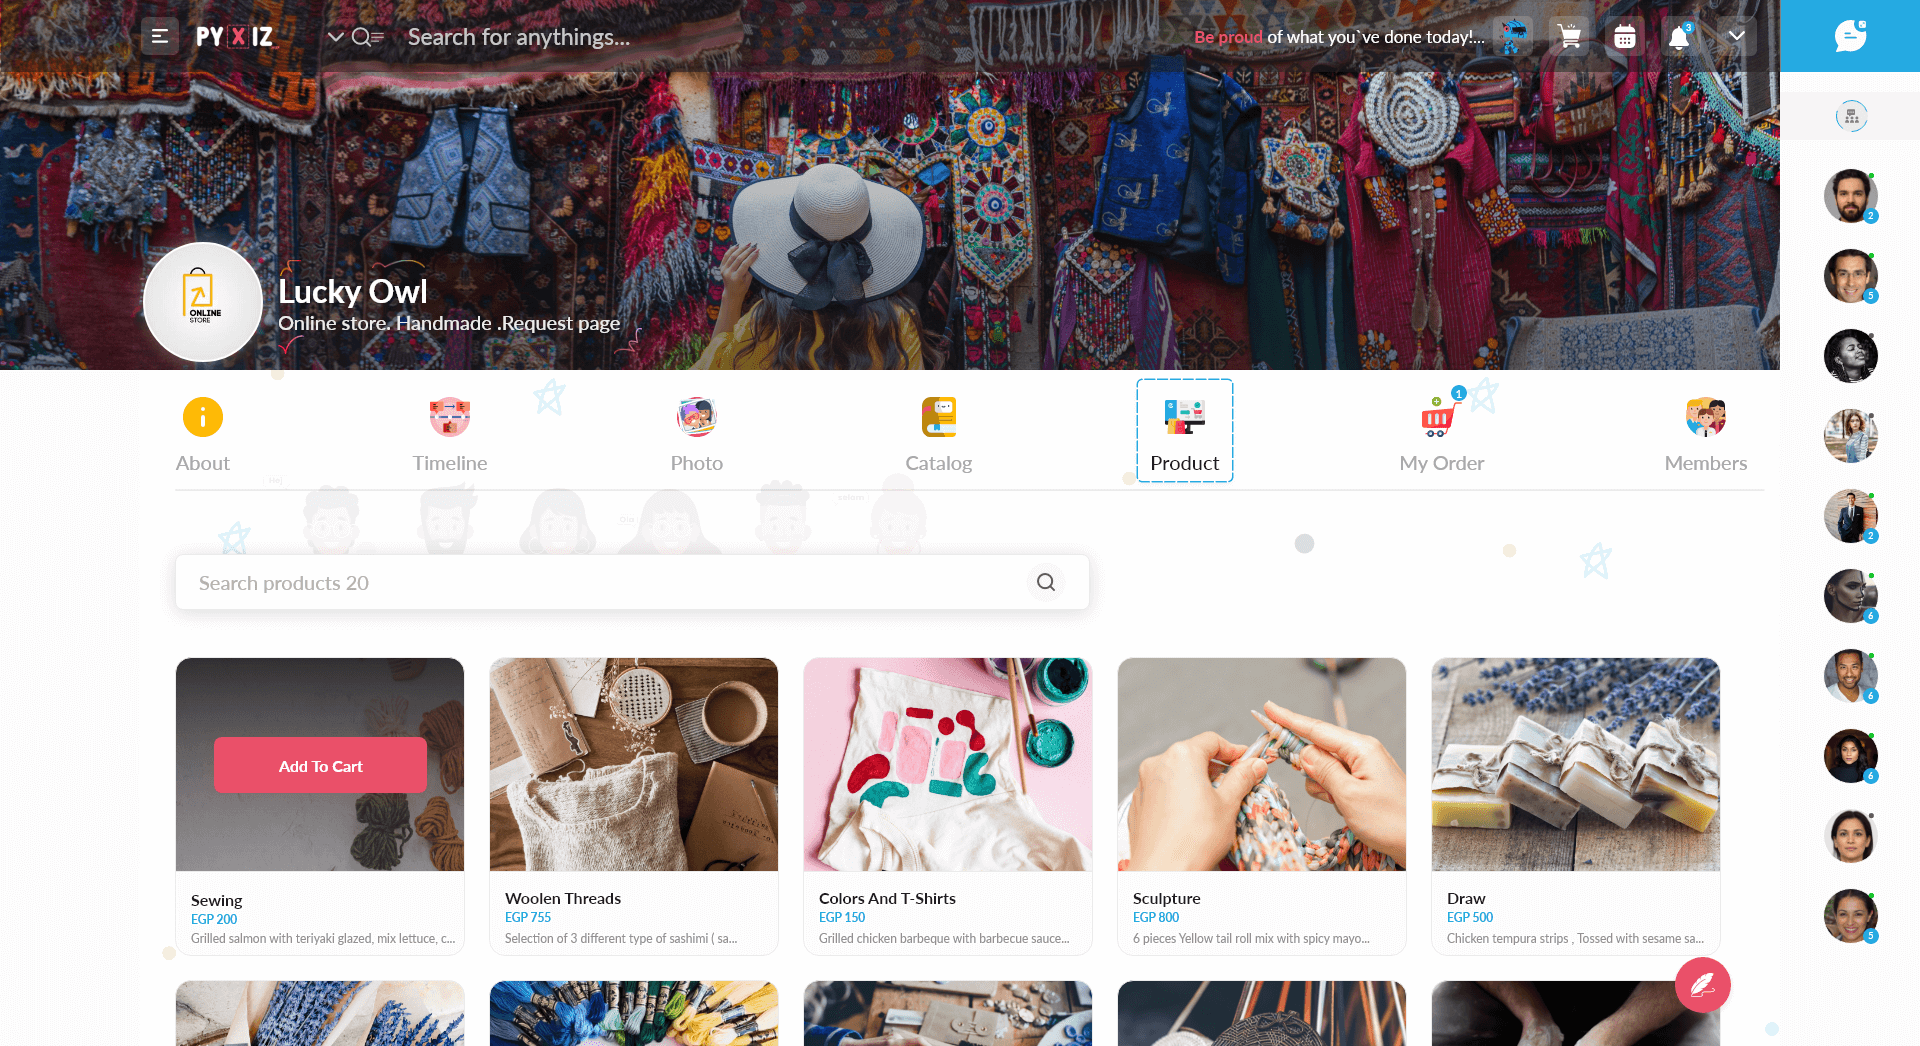 PYXIZ
Search for anythings...
Be proud of what you`ve done today!...
3
ONLINE
STORE
Lucky Owl
Online store. Handmade .Request page
About
Timeline
Photo
Catalog
Product
1
My Order
Members
Hej
Ola
Search products 20
Add To Cart
Sewing
EGP 200
Grilled salmon with teriyaki glazed, mix lettuce, c...
Woolen Threads
EGP 755
Selection of 3 different type of sashimi ( sa...
Colors And T-Shirts
EGP 150
Grilled chicken barbeque with barbecue sauce...
Sculpture
EGP 800
6 pieces Yellow tail roll mix with spicy mayo...
Draw
EGP 500
Chicken tempura strips , Tossed with sesame sa...
2
5
2
6
6
6
5